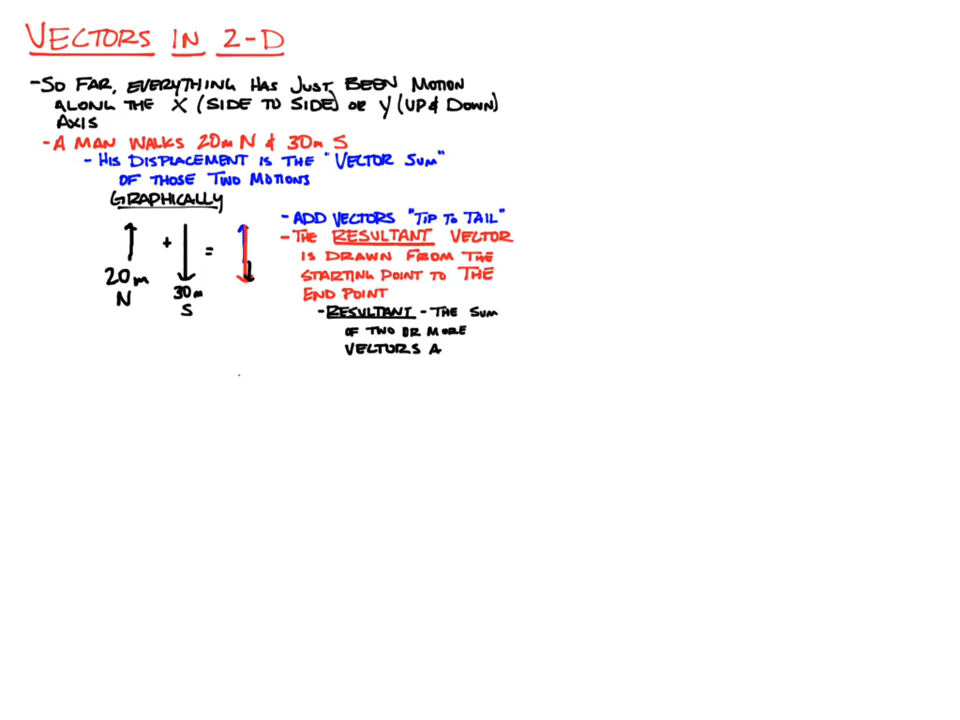 VECTORS IN 2-D
- SO FAR, EVERYTHING HAS JUST BEEN MOTION
ALONG THE X (SIDE TO SIDE) OR Y (UP & DOWN)
AXIS
- A MAN WALKS 20m N & 30m S
- HIS DISPLACEMENT IS THE "VECTOR SUM"
OF THOSE TWO MOTIONS
GRAPHICALLY
+ =
20m
N
30m
S
- ADD VECTORS "TIP TO TAIL"
- THE RESULTANT VECTOR
IS DRAWN FROM THE
STARTING POINT TO THE
END POINT
- RESULTANT - THE SUM
OF TWO OR MORE
VECTORS A